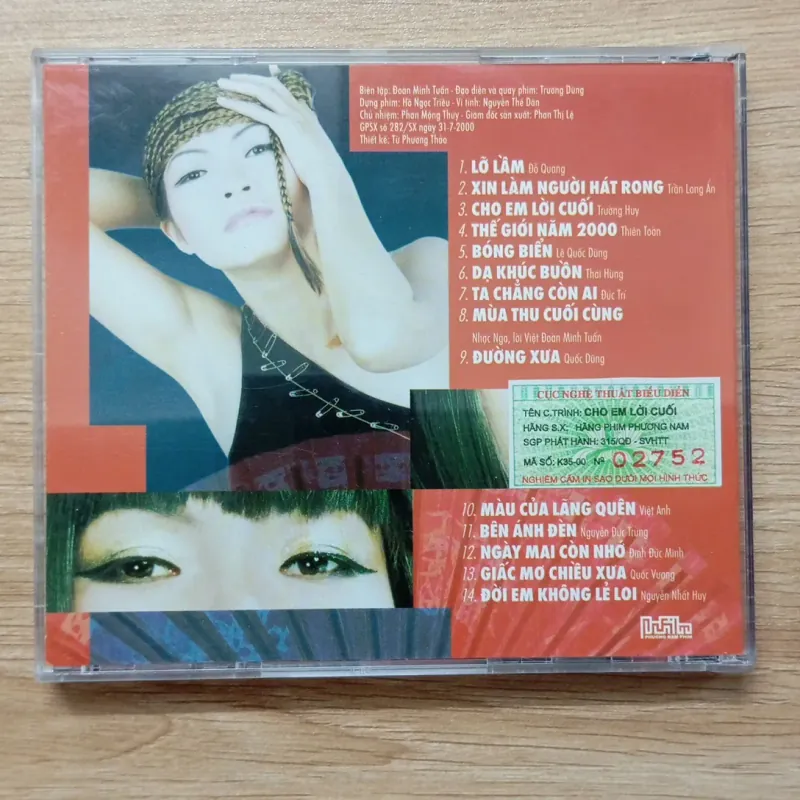 Biên tập: Đoàn Minh Tuấn - Đạo diễn và quay phim: Trương Dũng
Dựng phim: Hà Ngọc Triều - Vi tính: Nguyễn Thế Dân
Chủ nhiệm: Phan Mộng Thúy - Giám đốc sản xuất: Phan Thị Lệ
GPSX số 282/SX ngày 31-7-2000
Thiết kế: Từ Phương Thảo
1. LỠ LẦM Đỗ Quang
2. XIN LÀM NGƯỜI HÁT RONG Trần Long Ẩn
3. CHO EM LỜI CUỐI Trường Huy
4. THẾ GIỚI NĂM 2000 Thiên Toàn
5. BÓNG BIỂN Lê Quốc Dũng
6. DẠ KHÚC BUỒN Thái Hùng
7. TA CHẲNG CÒN AI Đức Trí
8. MÙA THU CUỐI CÙNG
Nhạc Nga, lời Việt Đoàn Minh Tuấn
9. ĐƯỜNG XƯA Quốc Dũng
CỤC NGHỆ THUẬT BIỂU DIỄN
TÊN C.TRÌNH: CHO EM LỜI CUỐI
HÃNG S.X: HÃNG PHIM PHƯƠNG NAM
SGP PHÁT HÀNH: 315/QĐ - SVHTT
MÃ SỐ: K35-00 Nº 02752
NGHIÊM CẤM IN SAO DƯỚI MỌI HÌNH THỨC
10. MÀU CỦA LÃNG QUÊN Việt Anh
11. BÊN ÁNH ĐÈN Nguyễn Đức Trung
12. NGÀY MAI CÒN NHỚ Đinh Đức Minh
13. GIẤC MƠ CHIỀU XƯA Quốc Vượng
14. ĐỜI EM KHÔNG LẺ LOI Nguyễn Nhất Huy
PHƯƠNG NAM PHIM